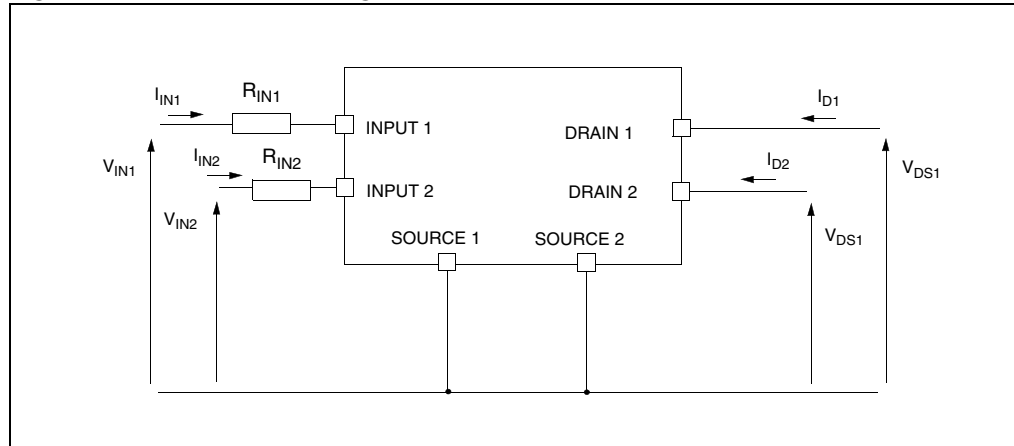 I_IN1
R_IN1
INPUT 1
DRAIN 1
I_D1
V_IN1
I_IN2
R_IN2
INPUT 2
DRAIN 2
I_D2
V_DS1
V_IN2
SOURCE 1
SOURCE 2
V_DS1